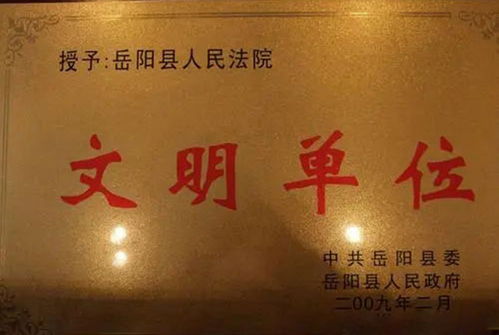 授予:岳阳县人民法院
文明单位
中共岳阳县委
岳阳县人民政府
二00九年二月